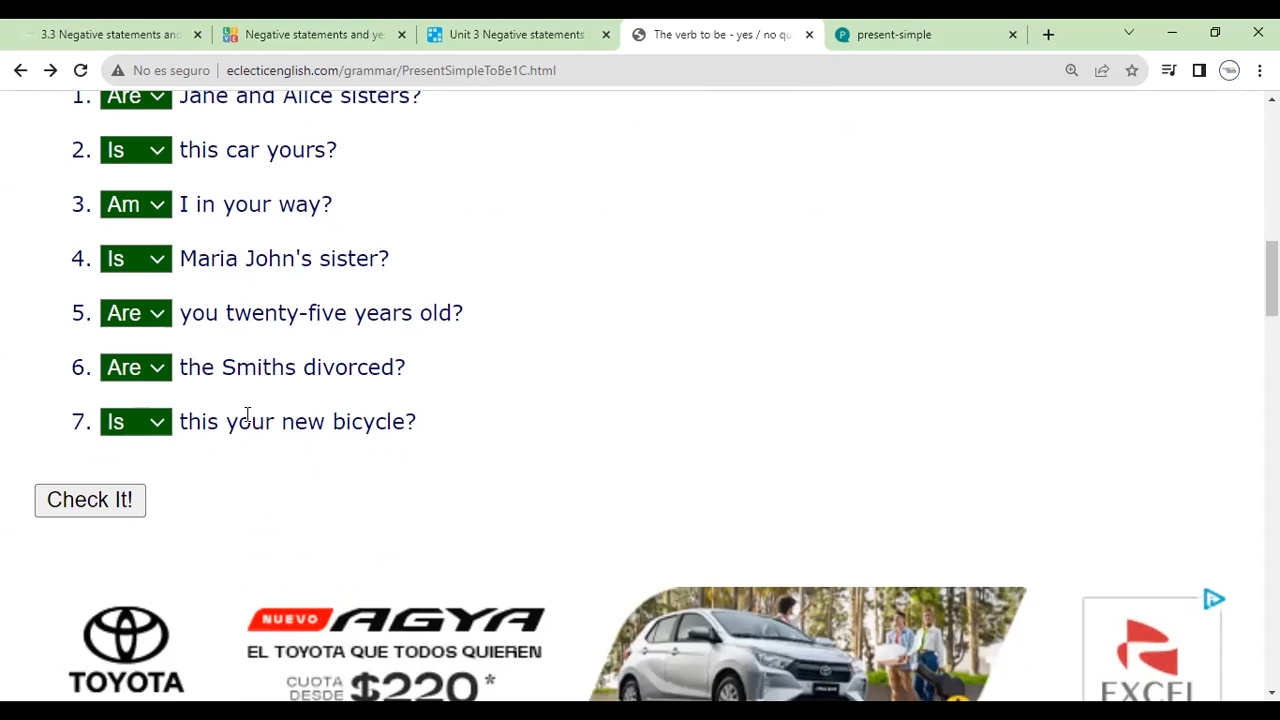 3.3 Negative statements and
Negative statements and ye
Unit 3 Negative statements
The verb to be - yes / no qu
present-simple
No es seguro
eclecticenglish.com/grammar/PresentSimpleToBe1C.html
1. Are Jane and Alice sisters?
2. Is this car yours?
3. Am I in your way?
4. Is Maria John's sister?
5. Are you twenty-five years old?
6. Are the Smiths divorced?
7. Is this your new bicycle?
Check It!
NUEVO AGYA
EL TOYOTA QUE TODOS QUIEREN
TOYOTA
CUOTA
DESDE $220*
EXCEL